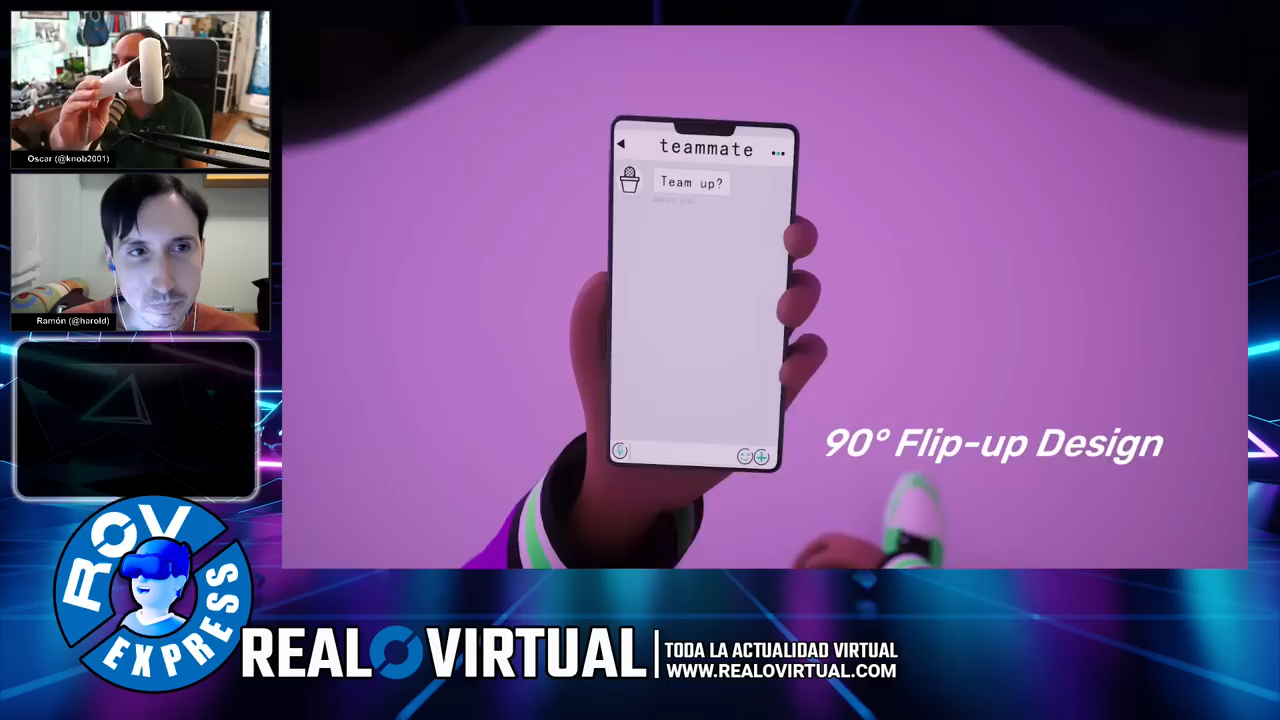 Oscar (@knob2001)
Ramón (@harold)
teammate
Team up?
90° Flip-up Design
ROV
EXPRESS
REAL O VIRTUAL
TODA LA ACTUALIDAD VIRTUAL
WWW.REALOVIRTUAL.COM